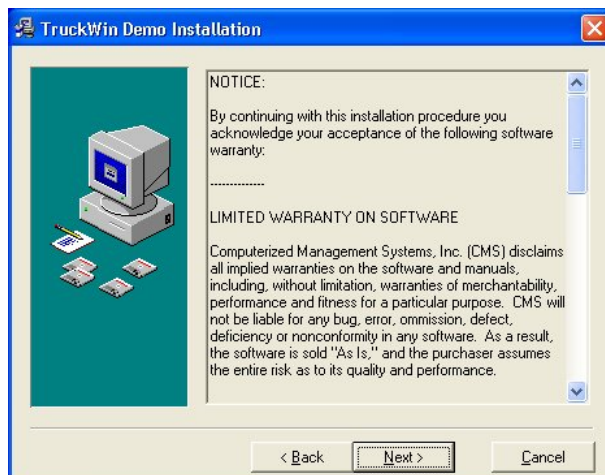 TruckWin Demo Installation
NOTICE:
By continuing with this installation procedure you
acknowledge your acceptance of the following software
warranty:
-------------
LIMITED WARRANTY ON SOFTWARE
Computerized Management Systems, Inc. (CMS) disclaims
all implied warranties on the software and manuals,
including, without limitation, warranties of merchantability,
performance and fitness for a particular purpose.  CMS will
not be liable for any bug, error, ommission, defect,
deficiency or nonconformity in any software.  As a result,
the software is sold "As Is," and the purchaser assumes
the entire risk as to its quality and performance.
< Back
Next >
Cancel